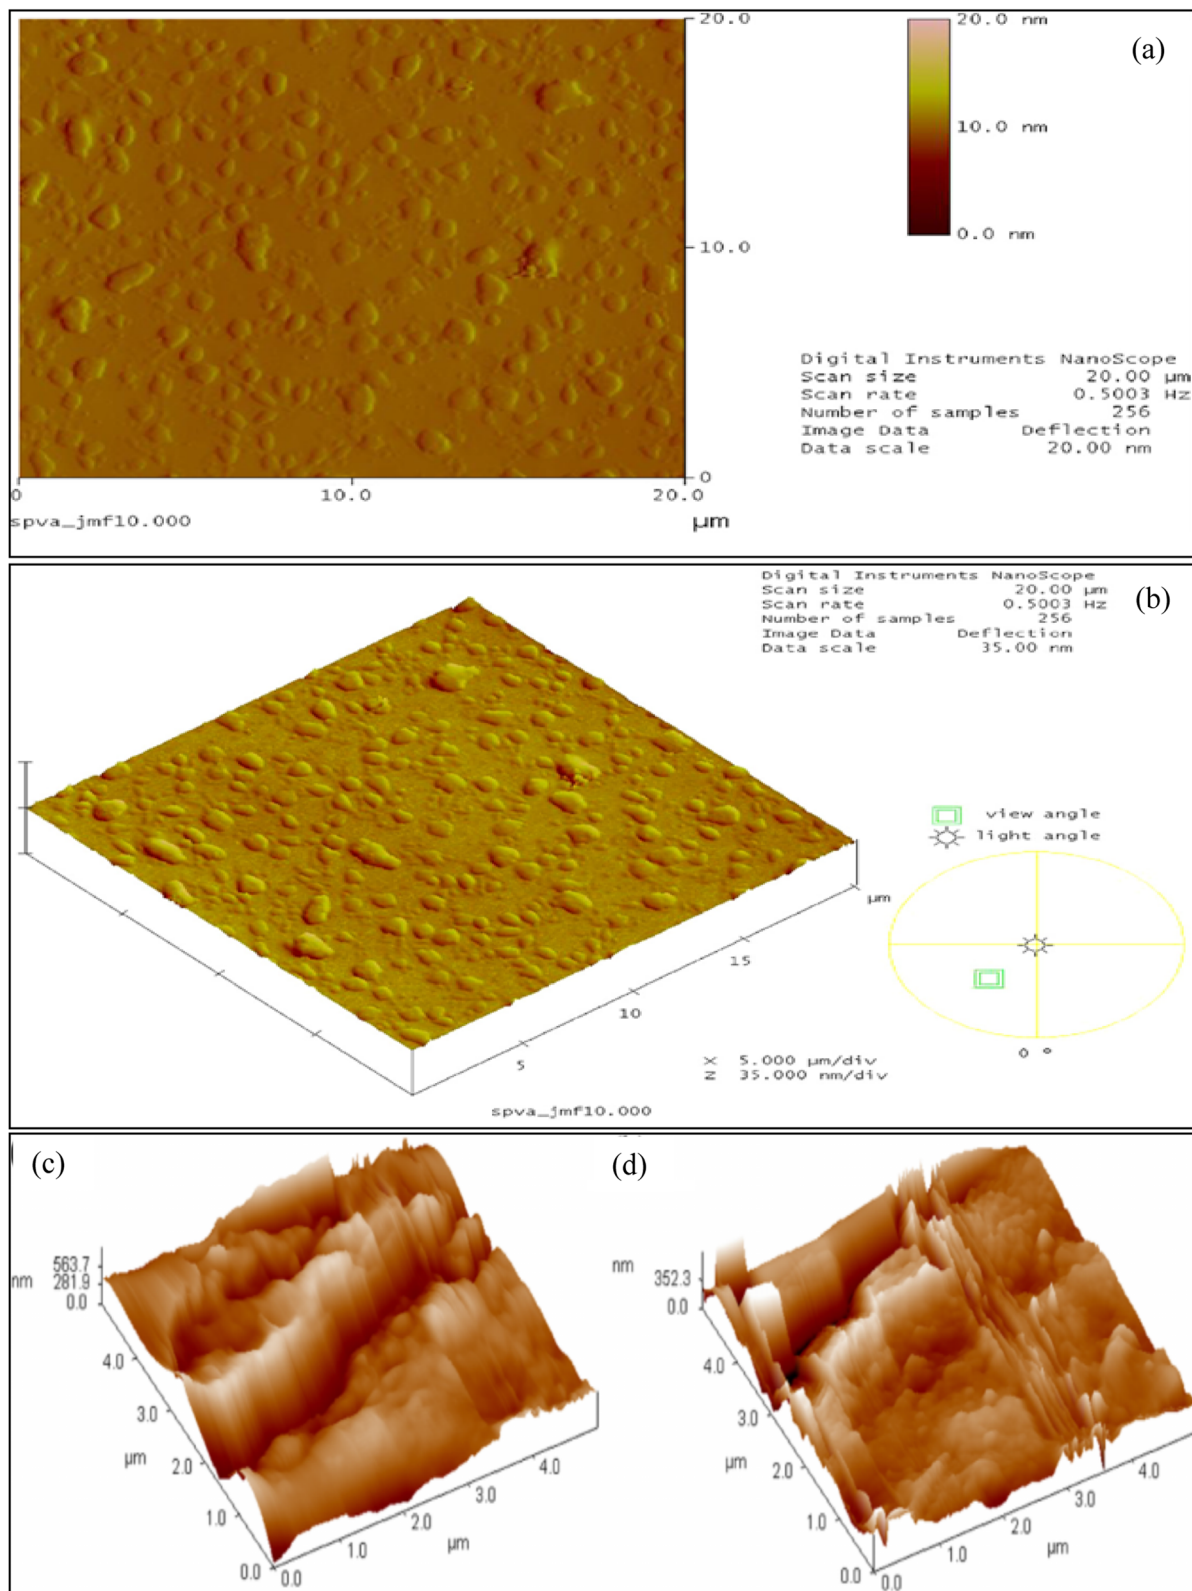 (a)
20.0
10.0
0
0
10.0
20.0
µm
spva_jmf10.000
20.0 nm
10.0 nm
0.0 nm
Digital Instruments NanoScope
Scan size 20.00 µm
Scan rate 0.5003 Hz
Number of samples 256
Image Data Deflection
Data scale 20.00 nm
(b)
Digital Instruments NanoScope
Scan size 20.00 µm
Scan rate 0.5003 Hz
Number of samples 256
Image Data Deflection
Data scale 35.00 nm
view angle
light angle
µm
15
10
5
0 °
X 5.000 µm/div
Z 35.000 nm/div
spva_jmf10.000
(c)
nm
563.7
281.9
0.0
4.0
3.0
µm
2.0
1.0
0.0
0.0
1.0
2.0
µm
3.0
4.0
(d)
nm
352.3
0.0
4.0
3.0
µm
2.0
1.0
0.0
0.0
1.0
2.0
µm
3.0
4.0